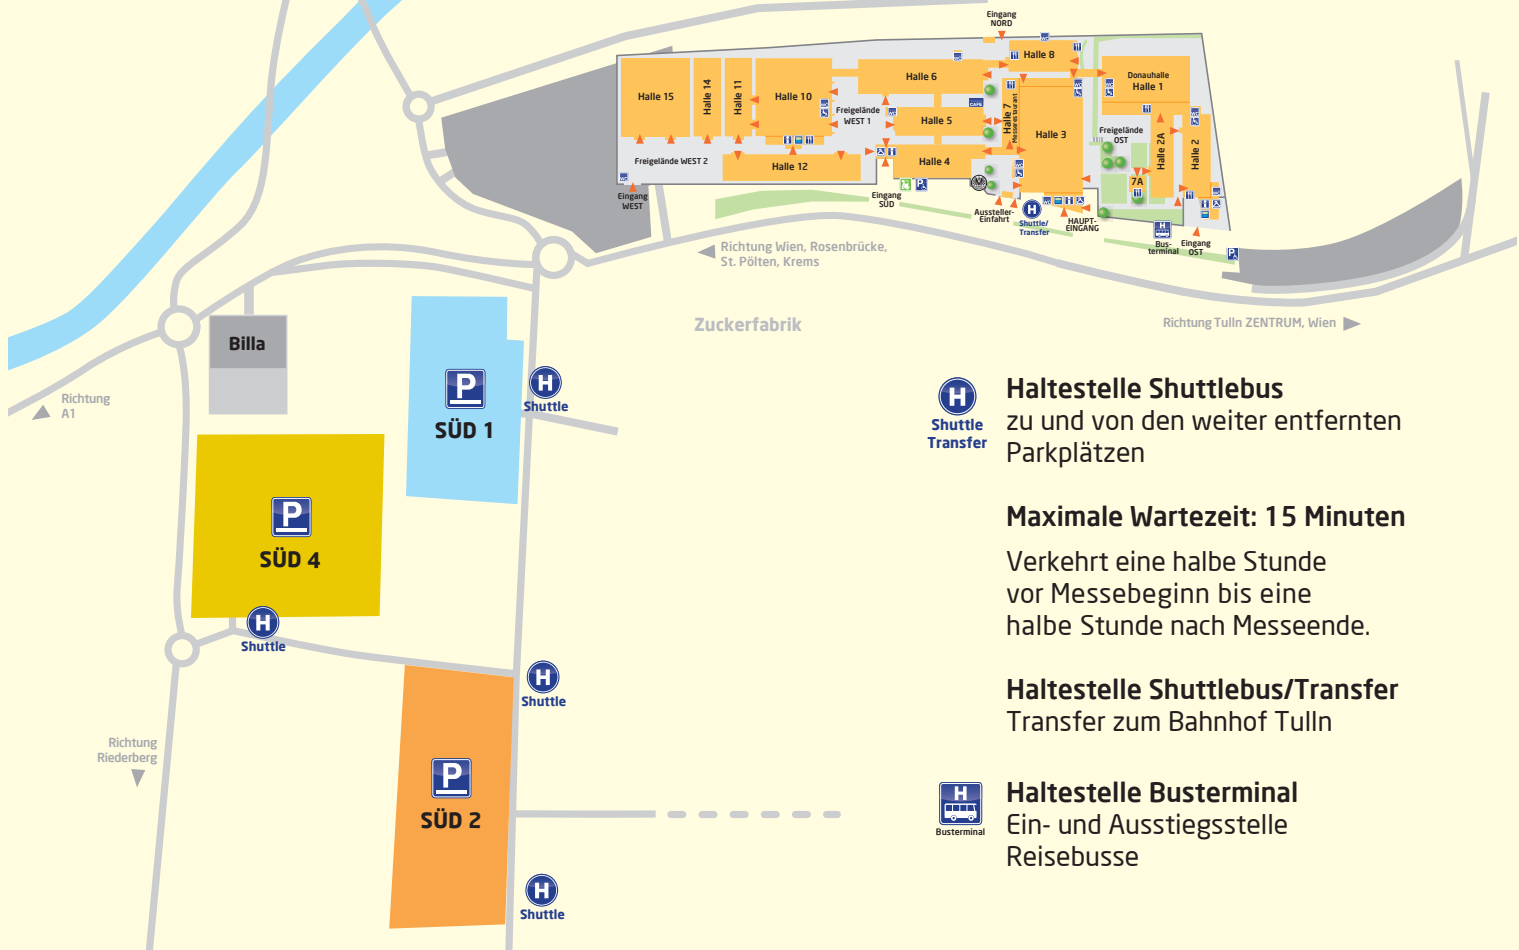 Eingang
NORD
Halle 8
Halle 6
Halle 15
Halle 14
Halle 11
Halle 10
Freigelände
WEST 1
Halle 5
Halle 7
Messerestaurant
Halle 3
Donauhalle
Halle 1
Freigelände
OST
Halle 2A
Halle 2
7A
CAFE
Freigelände WEST 2
Halle 12
Halle 4
Eingang
WEST
Eingang
SÜD
Aussteller-
Einfahrt
H
Shuttle/
Transfer
HAUPT-
EINGANG
H
Bus-
terminal
Eingang
OST
Richtung Wien, Rosenbrücke,
St. Pölten, Krems
Zuckerfabrik
Richtung Tulln ZENTRUM, Wien
Billa
Richtung
A1
P
SÜD 1
H
Shuttle
P
SÜD 4
H
Shuttle
H
Shuttle
Richtung
Riederberg
P
SÜD 2
H
Shuttle
H
Shuttle
Transfer
Haltestelle Shuttlebus
zu und von den weiter entfernten
Parkplätzen
Maximale Wartezeit: 15 Minuten
Verkehrt eine halbe Stunde
vor Messebeginn bis eine
halbe Stunde nach Messeende.
Haltestelle Shuttlebus/Transfer
Transfer zum Bahnhof Tulln
H
Busterminal
Haltestelle Busterminal
Ein- und Ausstiegsstelle
Reisebusse